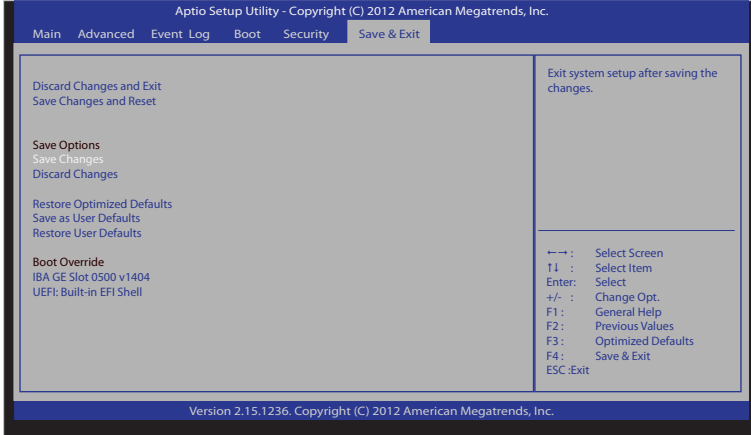 Aptio Setup Utility - Copyright (C) 2012 American Megatrends, Inc.
Main Advanced Event Log Boot Security Save & Exit
Discard Changes and Exit
Save Changes and Reset
Save Options
Save Changes
Discard Changes
Restore Optimized Defaults
Save as User Defaults
Restore User Defaults
Boot Override
IBA GE Slot 0500 v1404
UEFI: Built-in EFI Shell
Exit system setup after saving the
changes.
←→ : Select Screen
↑↓ : Select Item
Enter: Select
+/- : Change Opt.
F1 : General Help
F2 : Previous Values
F3 : Optimized Defaults
F4 : Save & Exit
ESC :Exit
Version 2.15.1236. Copyright (C) 2012 American Megatrends, Inc.